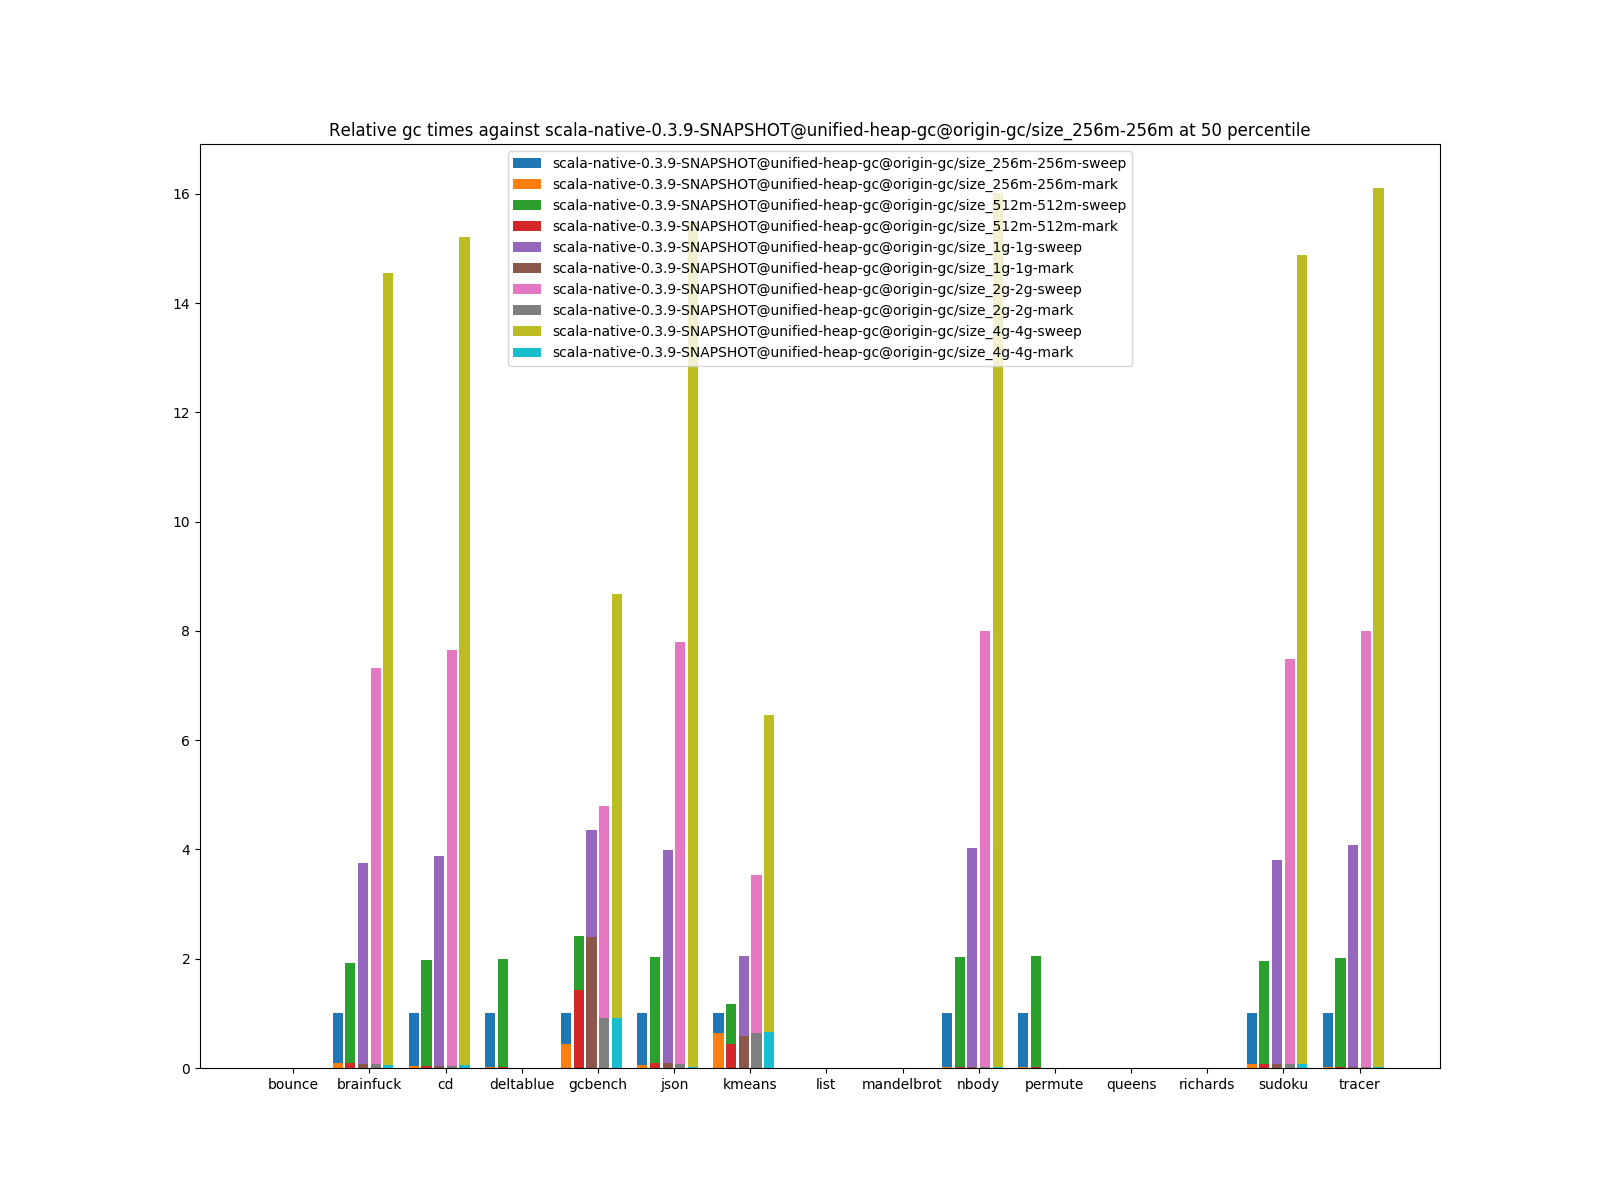 Relative gc times against scala-native-0.3.9-SNAPSHOT@unified-heap-gc@origin-gc/size_256m-256m at 50 percentile
scala-native-0.3.9-SNAPSHOT@unified-heap-gc@origin-gc/size_256m-256m-sweep
scala-native-0.3.9-SNAPSHOT@unified-heap-gc@origin-gc/size_256m-256m-mark
scala-native-0.3.9-SNAPSHOT@unified-heap-gc@origin-gc/size_512m-512m-sweep
scala-native-0.3.9-SNAPSHOT@unified-heap-gc@origin-gc/size_512m-512m-mark
scala-native-0.3.9-SNAPSHOT@unified-heap-gc@origin-gc/size_1g-1g-sweep
scala-native-0.3.9-SNAPSHOT@unified-heap-gc@origin-gc/size_1g-1g-mark
scala-native-0.3.9-SNAPSHOT@unified-heap-gc@origin-gc/size_2g-2g-sweep
scala-native-0.3.9-SNAPSHOT@unified-heap-gc@origin-gc/size_2g-2g-mark
scala-native-0.3.9-SNAPSHOT@unified-heap-gc@origin-gc/size_4g-4g-sweep
scala-native-0.3.9-SNAPSHOT@unified-heap-gc@origin-gc/size_4g-4g-mark
16
14
12
10
8
6
4
2
0
bounce brainfuck cd deltablue gcbench json kmeans list mandelbrot nbody permute queens richards sudoku tracer